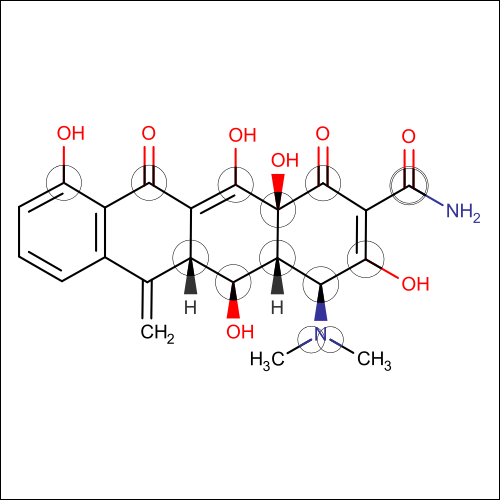 OH O OH O O
OH
NH2
H H OH
CH2 OH N
H3C CH3